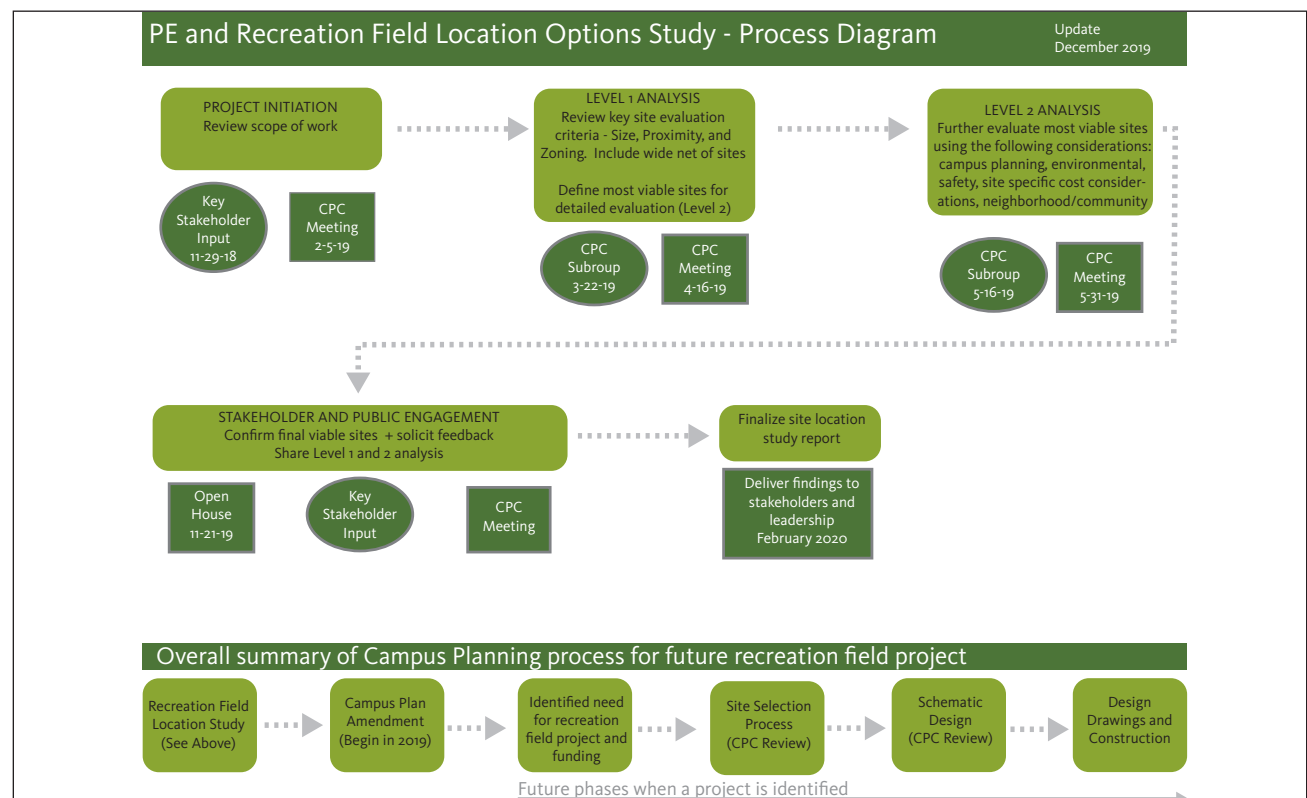 PE and Recreation Field Location Options Study - Process Diagram
Update
December 2019
PROJECT INITIATION
Review scope of work
Key
Stakeholder
Input
11-29-18
CPC
Meeting
2-5-19
LEVEL 1 ANALYSIS
Review key site evaluation
criteria - Size, Proximity, and
Zoning.  Include wide net of sites
Define most viable sites for
detailed evaluation (Level 2)
CPC
Subroup
3-22-19
CPC
Meeting
4-16-19
LEVEL 2 ANALYSIS
Further evaluate most viable sites
using the following considerations:
campus planning, environmental,
safety, site specific cost consider-
ations, neighborhood/community
CPC
Subroup
5-16-19
CPC
Meeting
5-31-19
STAKEHOLDER AND PUBLIC ENGAGEMENT
Confirm final viable sites  + solicit feedback
Share Level 1 and 2 analysis
Open
House
11-21-19
Key
Stakeholder
Input
CPC
Meeting
Finalize site location
study report
Deliver findings to
stakeholders and
leadership
February 2020
Overall summary of Campus Planning process for future recreation field project
Recreation Field
Location Study
(See Above)
Campus Plan
Amendment
(Begin in 2019)
Identified need
for recreation
field project and
funding
Site Selection
Process
(CPC Review)
Schematic
Design
(CPC Review)
Design
Drawings and
Construction
Future phases when a project is identified